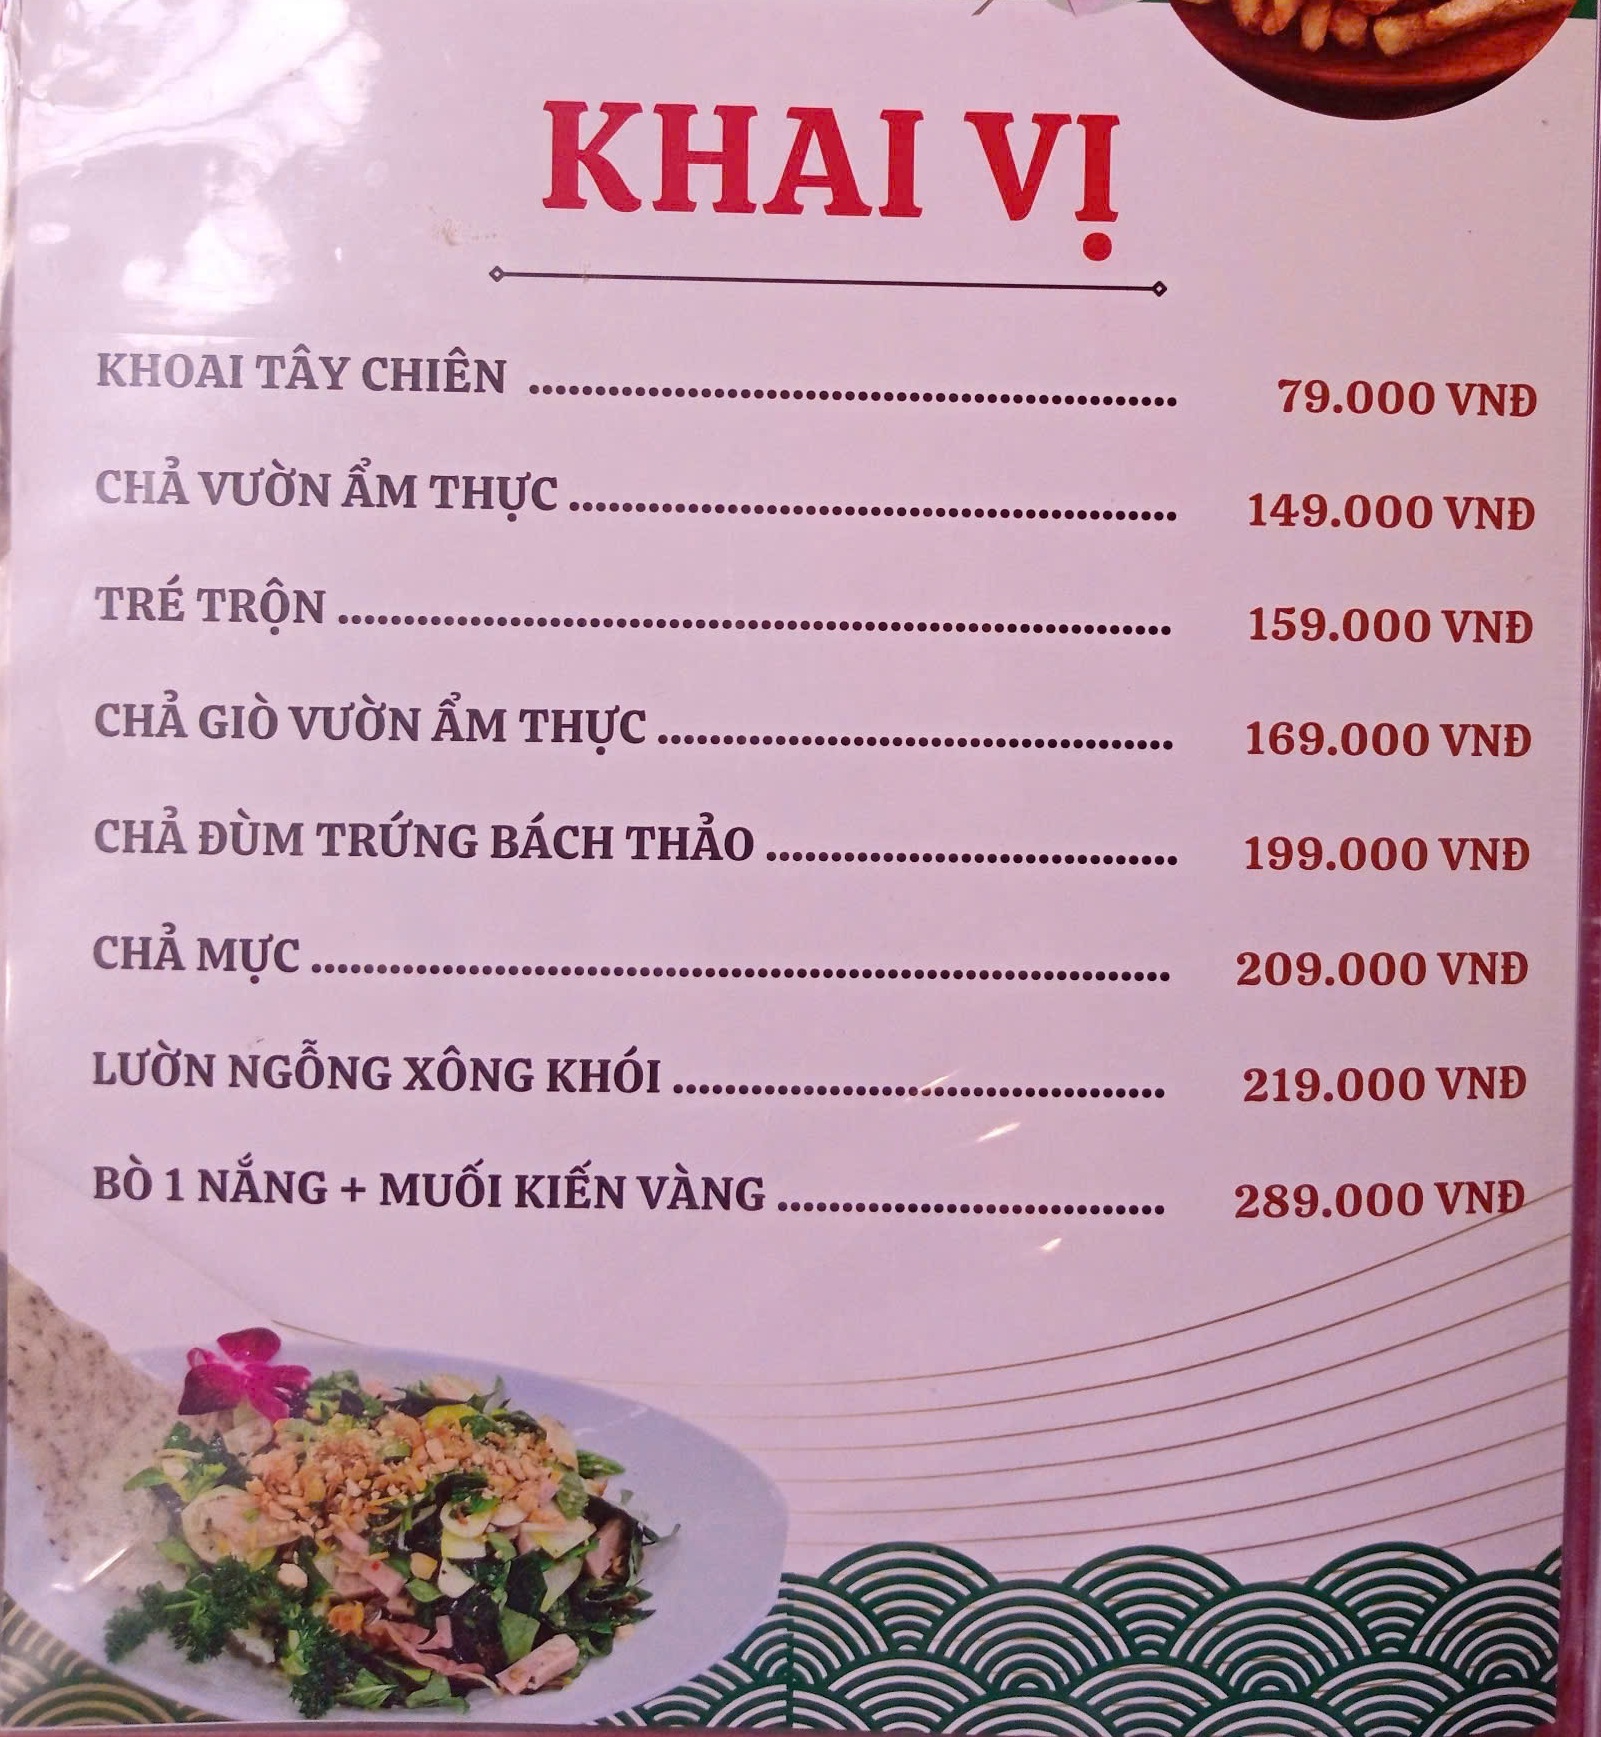 KHAI VỊ
KHOAI TÂY CHIÊN ................................................ 79.000 VNĐ
CHẢ VƯỜN ẨM THỰC ............................................. 149.000 VNĐ
TRÉ TRỘN .............................................................. 159.000 VNĐ
CHẢ GIÒ VƯỜN ẨM THỰC ...................................... 169.000 VNĐ
CHẢ ĐÙM TRỨNG BÁCH THẢO ............................... 199.000 VNĐ
CHẢ MỰC ................................................................ 209.000 VNĐ
LƯỜN NGỖNG XÔNG KHÓI ..................................... 219.000 VNĐ
BÒ 1 NẮNG + MUỐI KIẾN VÀNG ............................. 289.000 VNĐ